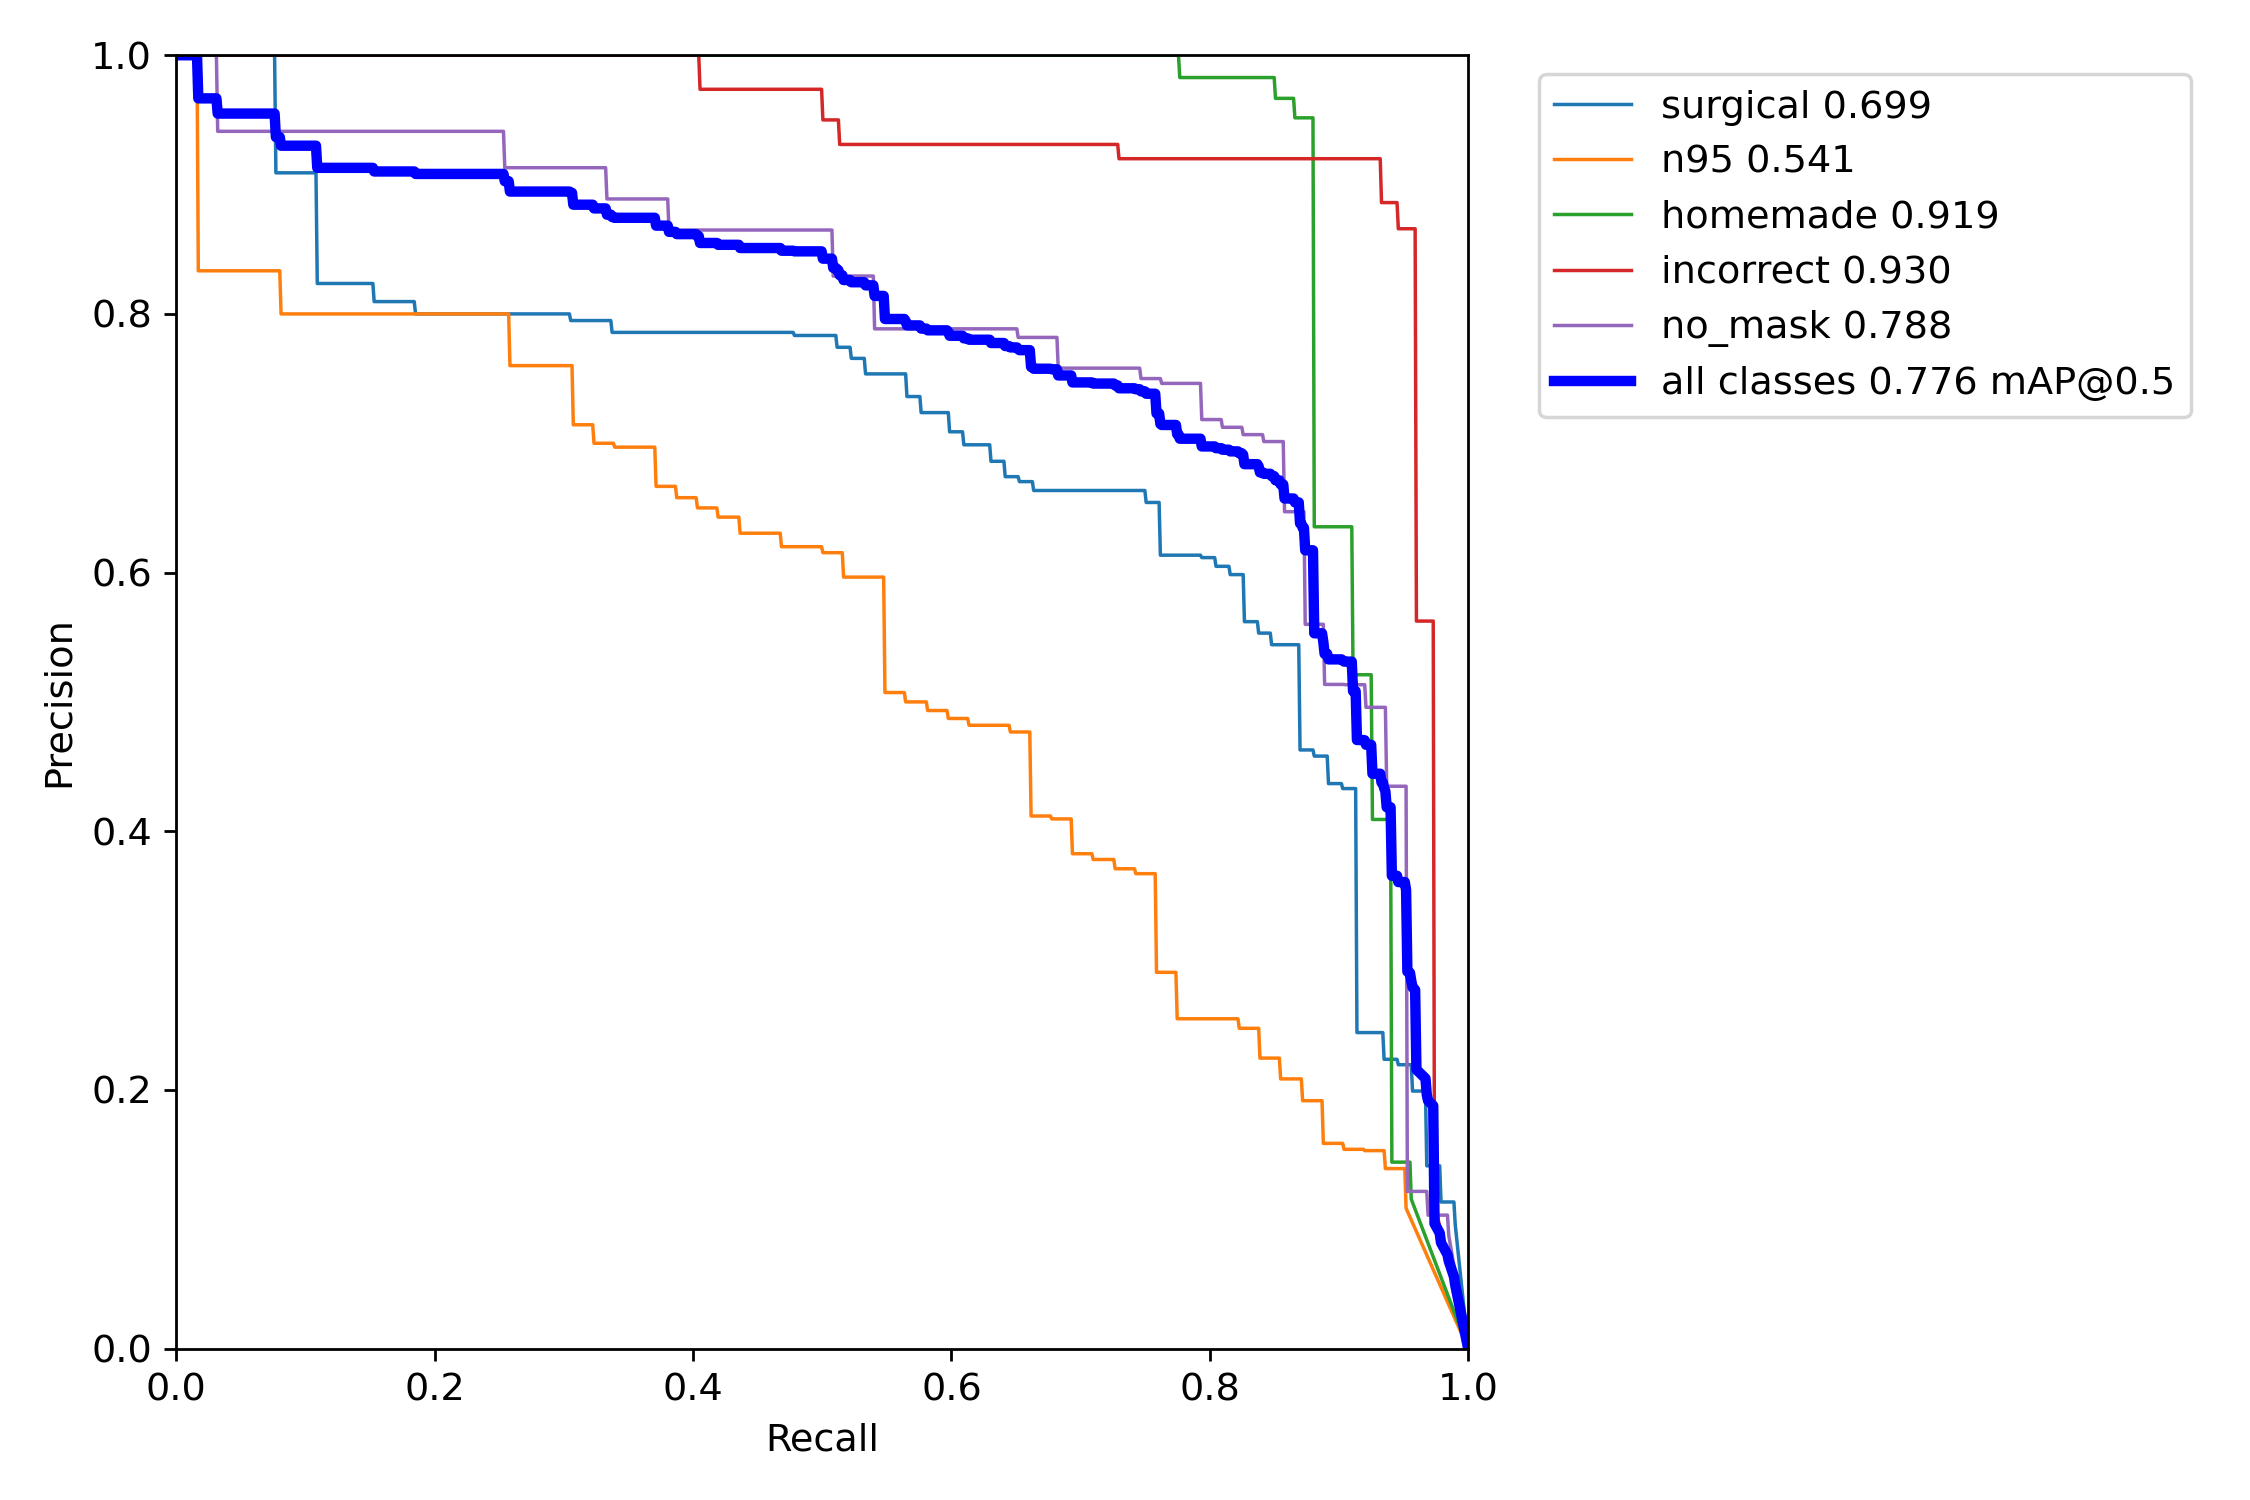 1.0
0.8
0.6
0.4
0.2
0.0
Precision
0.0 0.2 0.4 0.6 0.8 1.0
Recall
surgical 0.699
n95 0.541
homemade 0.919
incorrect 0.930
no_mask 0.788
all classes 0.776 mAP@0.5